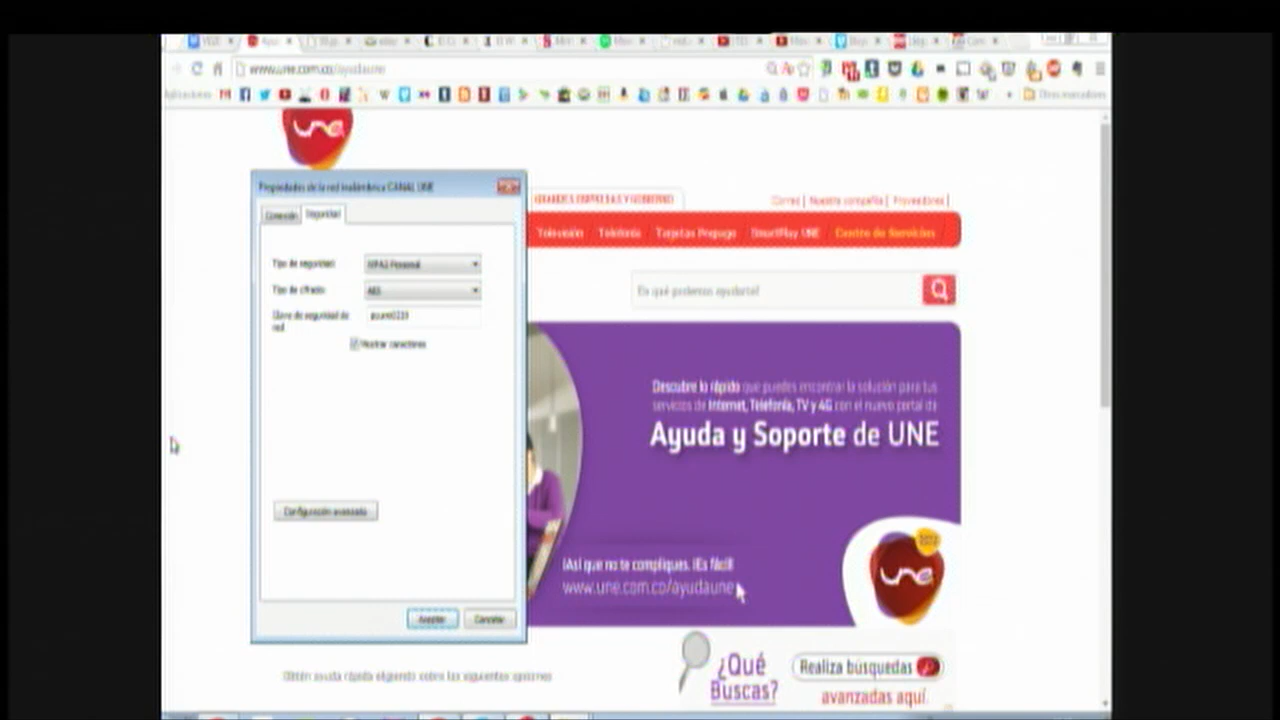 www.une.com.co/ayudaune
Otros marcadores
une
Propiedades de la red inalámbrica CANAL UNE
Conexión Seguridad
GRANDES EMPRESAS Y GOBIERNO
Correo | Nuestra compañía | Proveedores |
Televisión Telefonía Tarjetas Prepago SmartPlay UNE Centro de Servicios
Tipo de seguridad: WPA2-Personal
Tipo de cifrado: AES
Clave de seguridad de
red
Mostrar caracteres
En qué podemos ayudarte?
Descubre lo rápido que puedes encontrar la solución para tus
servicios de Internet, Telefonía, TV y 4G con el nuevo portal de
Ayuda y Soporte de UNE
Configuración avanzada
¡Así que no te compliques. ¡Es fácil!
www.une.com.co/ayudaune
une
Aceptar Cancelar
Obtén ayuda rápida eligiendo sobre las siguientes opciones
¿Qué
Buscas?
Realiza búsquedas
avanzadas aquí.